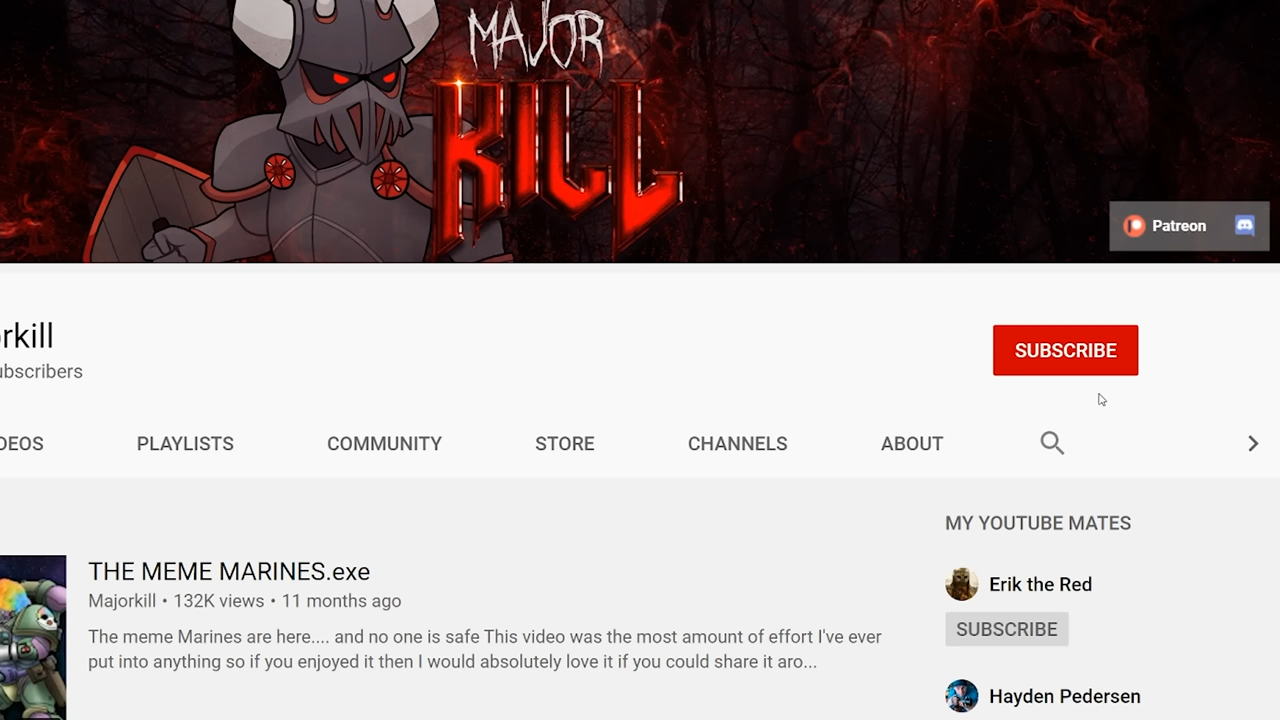 MAJOR
KILL
Patreon
rkill
ubscribers
SUBSCRIBE
DEOS
PLAYLISTS
COMMUNITY
STORE
CHANNELS
ABOUT
MY YOUTUBE MATES
THE MEME MARINES.exe
Majorkill • 132K views • 11 months ago
The meme Marines are here.... and no one is safe This video was the most amount of effort I've ever
put into anything so if you enjoyed it then I would absolutely love it if you could share it aro...
Erik the Red
SUBSCRIBE
Hayden Pedersen